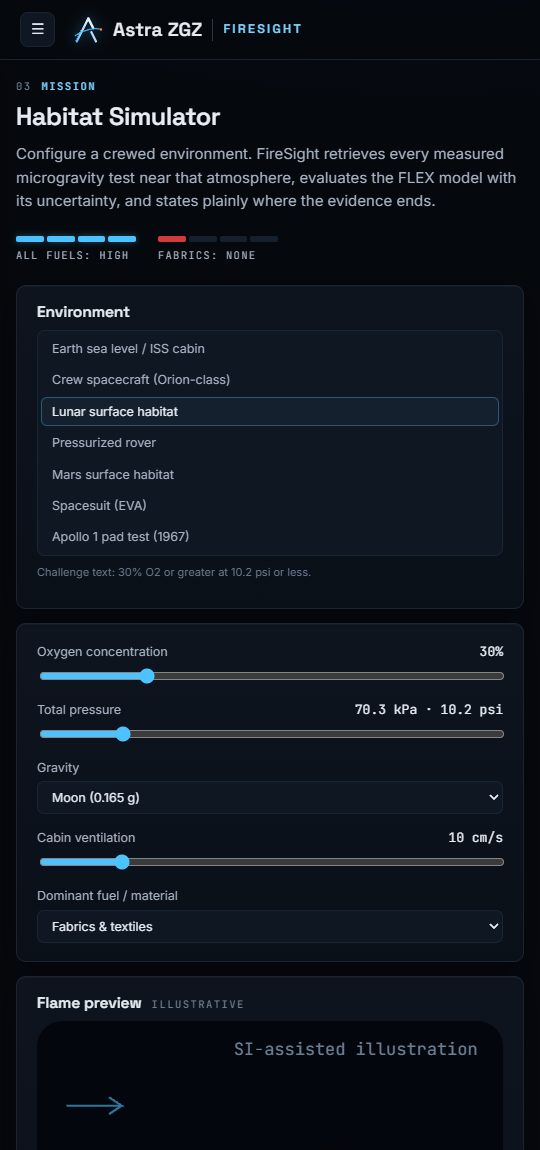 ☰ Astra ZGZ FIRESIGHT
03 MISSION
Habitat Simulator
Configure a crewed environment. FireSight retrieves every measured
microgravity test near that atmosphere, evaluates the FLEX model with
its uncertainty, and states plainly where the evidence ends.
ALL FUELS: HIGH FABRICS: NONE
Environment
Earth sea level / ISS cabin
Crew spacecraft (Orion-class)
Lunar surface habitat
Pressurized rover
Mars surface habitat
Spacesuit (EVA)
Apollo 1 pad test (1967)
Challenge text: 30% O2 or greater at 10.2 psi or less.
Oxygen concentration 30%
Total pressure 70.3 kPa · 10.2 psi
Gravity
Moon (0.165 g)
Cabin ventilation 10 cm/s
Dominant fuel / material
Fabrics & textiles
Flame preview ILLUSTRATIVE
SI-assisted illustration